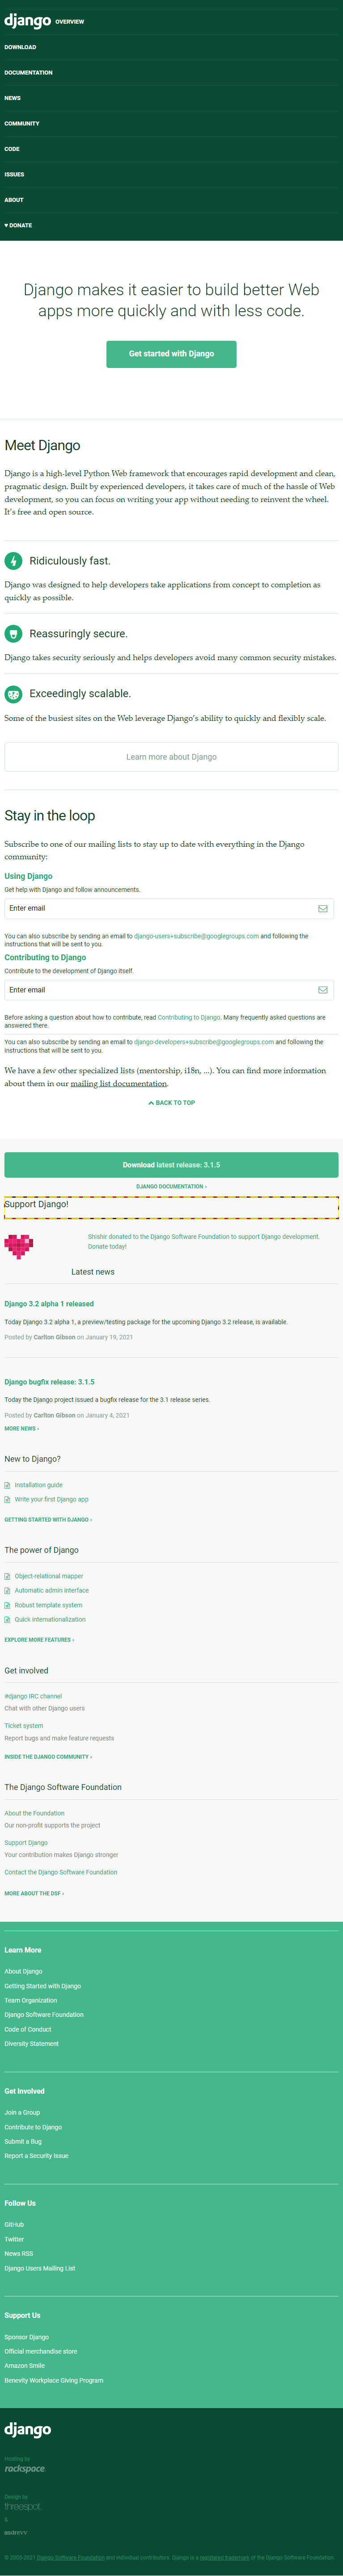 django OVERVIEW
DOWNLOAD
DOCUMENTATION
NEWS
COMMUNITY
CODE
ISSUES
ABOUT
♥ DONATE
Django makes it easier to build better Web
apps more quickly and with less code.
Get started with Django
Meet Django
Django is a high-level Python Web framework that encourages rapid development and clean,
pragmatic design. Built by experienced developers, it takes care of much of the hassle of Web
development, so you can focus on writing your app without needing to reinvent the wheel.
It’s free and open source.
Ridiculously fast.
Django was designed to help developers take applications from concept to completion as
quickly as possible.
Reassuringly secure.
Django takes security seriously and helps developers avoid many common security mistakes.
Exceedingly scalable.
Some of the busiest sites on the Web leverage Django’s ability to quickly and flexibly scale.
Learn more about Django
Stay in the loop
Subscribe to one of our mailing lists to stay up to date with everything in the Django
community:
Using Django
Get help with Django and follow announcements.
Enter email
You can also subscribe by sending an email to django-users+subscribe@googlegroups.com and following the
instructions that will be sent to you.
Contributing to Django
Contribute to the development of Django itself.
Enter email
Before asking a question about how to contribute, read Contributing to Django. Many frequently asked questions are
answered there.
You can also subscribe by sending an email to django-developers+subscribe@googlegroups.com and following the
instructions that will be sent to you.
We have a few other specialized lists (mentorship, i18n, ...). You can find more information
about them in our mailing list documentation.
BACK TO TOP
Download latest release: 3.1.5
DJANGO DOCUMENTATION ›
Support Django!
Shishir donated to the Django Software Foundation to support Django development.
Donate today!
Latest news
Django 3.2 alpha 1 released
Today Django 3.2 alpha 1, a preview/testing package for the upcoming Django 3.2 release, is available.
Posted by Carlton Gibson on January 19, 2021
Django bugfix release: 3.1.5
Today the Django project issued a bugfix release for the 3.1 release series.
Posted by Carlton Gibson on January 4, 2021
MORE NEWS ›
New to Django?
Installation guide
Write your first Django app
GETTING STARTED WITH DJANGO ›
The power of Django
Object-relational mapper
Automatic admin interface
Robust template system
Quick internationalization
EXPLORE MORE FEATURES ›
Get involved
#django IRC channel
Chat with other Django users
Ticket system
Report bugs and make feature requests
INSIDE THE DJANGO COMMUNITY ›
The Django Software Foundation
About the Foundation
Our non-profit supports the project
Support Django
Your contribution makes Django stronger
Contact the Django Software Foundation
MORE ABOUT THE DSF ›
Learn More
About Django
Getting Started with Django
Team Organization
Django Software Foundation
Code of Conduct
Diversity Statement
Get Involved
Join a Group
Contribute to Django
Submit a Bug
Report a Security Issue
Follow Us
GitHub
Twitter
News RSS
Django Users Mailing List
Support Us
Sponsor Django
Official merchandise store
Amazon Smile
Benevity Workplace Giving Program
django
Hosting by
rackspace.
Design by
threespot.
&
andrevv
© 2005-2021 Django Software Foundation and individual contributors. Django is a registered trademark of the Django Software Foundation.